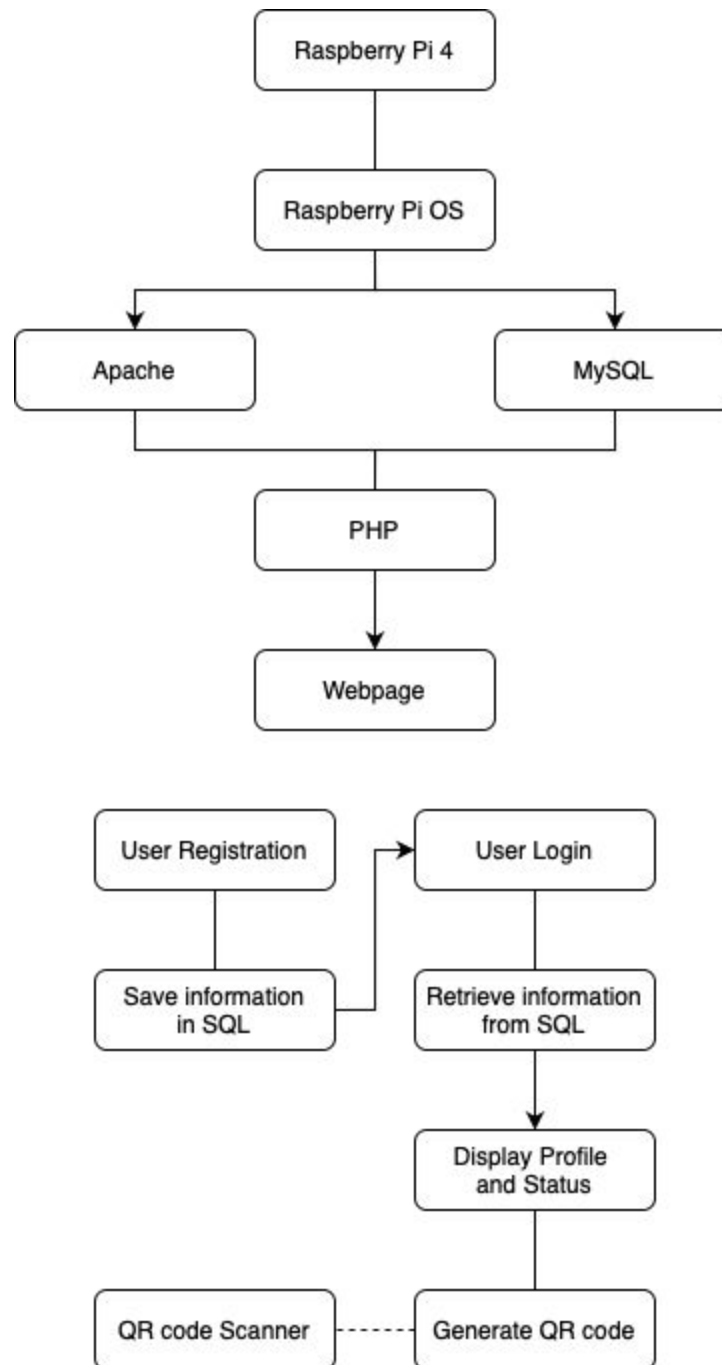 Raspberry Pi 4
Raspberry Pi OS
Apache
MySQL
PHP
Webpage
User Registration
User Login
Save information
in SQL
Retrieve information
from SQL
Display Profile
and Status
QR code Scanner
Generate QR code